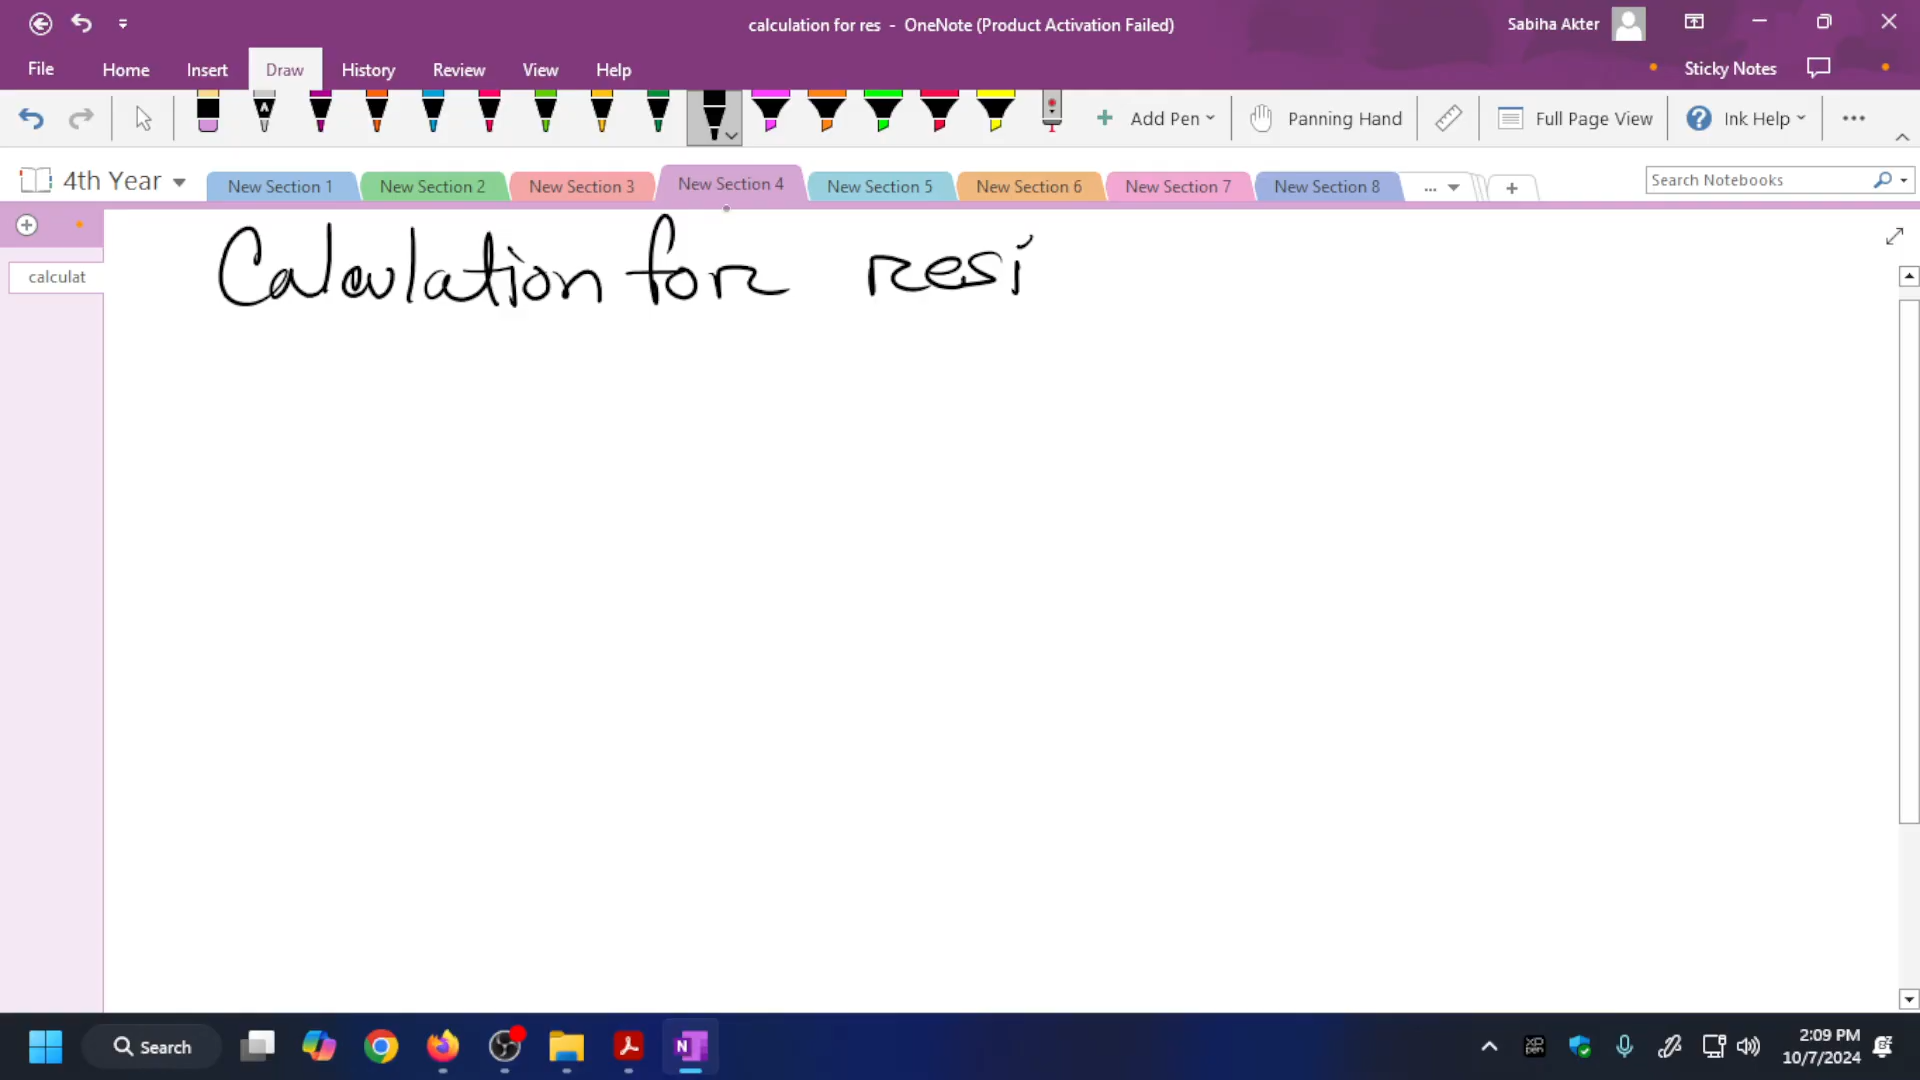 calculation for res - OneNote (Product Activation Failed)
Sabiha Akter
File Home Insert Draw History Review View Help
Sticky Notes
Add Pen
Panning Hand
Full Page View
Ink Help
4th Year
New Section 1
New Section 2
New Section 3
New Section 4
New Section 5
New Section 6
New Section 7
New Section 8
...
Search Notebooks
calculat
Calculation for resi
Search
2:09 PM
10/7/2024